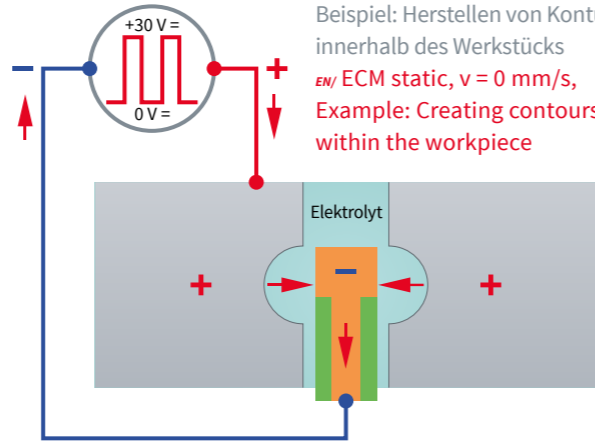 Beispiel: Herstellen von
innerhalb des Werkstücks
EN/ ECM static, v = 0 mm/s,
Example: Creating contours
within the workpiece
+30 V =
0 V =
−
+
Elektrolyt
−
+
+